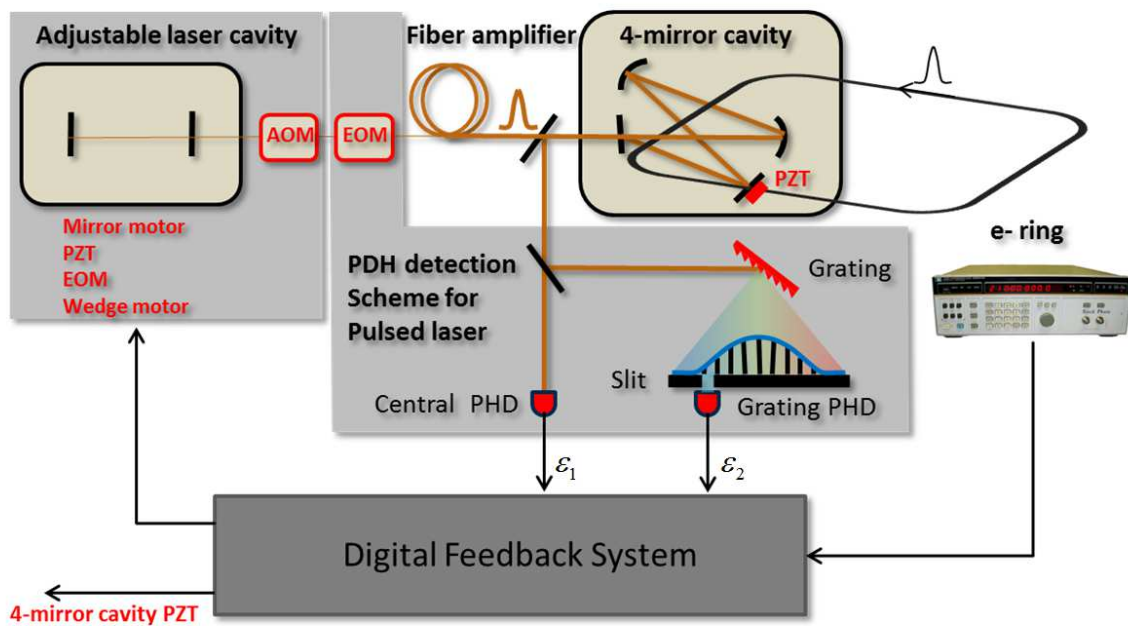 Adjustable laser cavity
Fiber amplifier
4-mirror cavity
AOM
EOM
PZT
Mirror motor
PZT
EOM
Wedge motor
e- ring
PDH detection
Scheme for
Pulsed laser
Grating
Slit
Central PHD
Grating PHD
ε1
ε2
Digital Feedback System
4-mirror cavity PZT